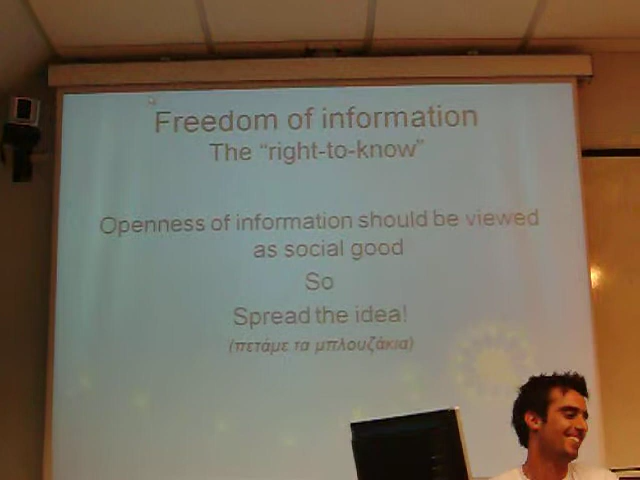 Freedom of information
The "right-to-know"
Openness of information should be viewed
as social good
So
Spread the idea!
(πετάμε τα μπλουζάκια)